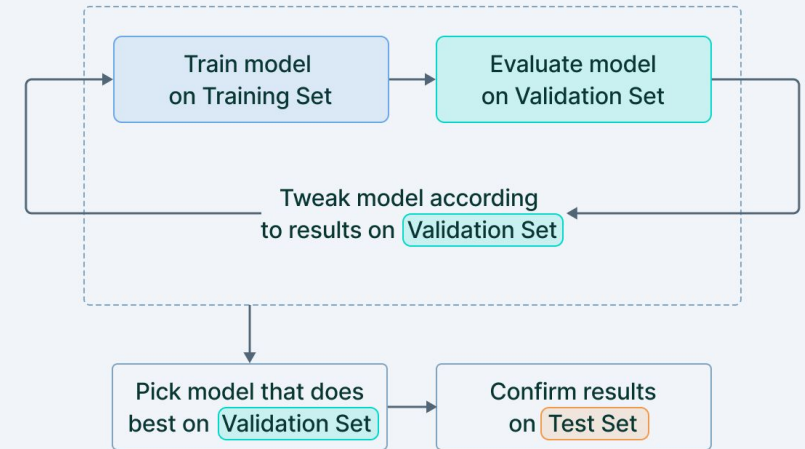 Train model
on Training Set
Evaluate model
on Validation Set
Tweak model according
to results on Validation Set
Pick model that does
best on Validation Set
Confirm results
on Test Set